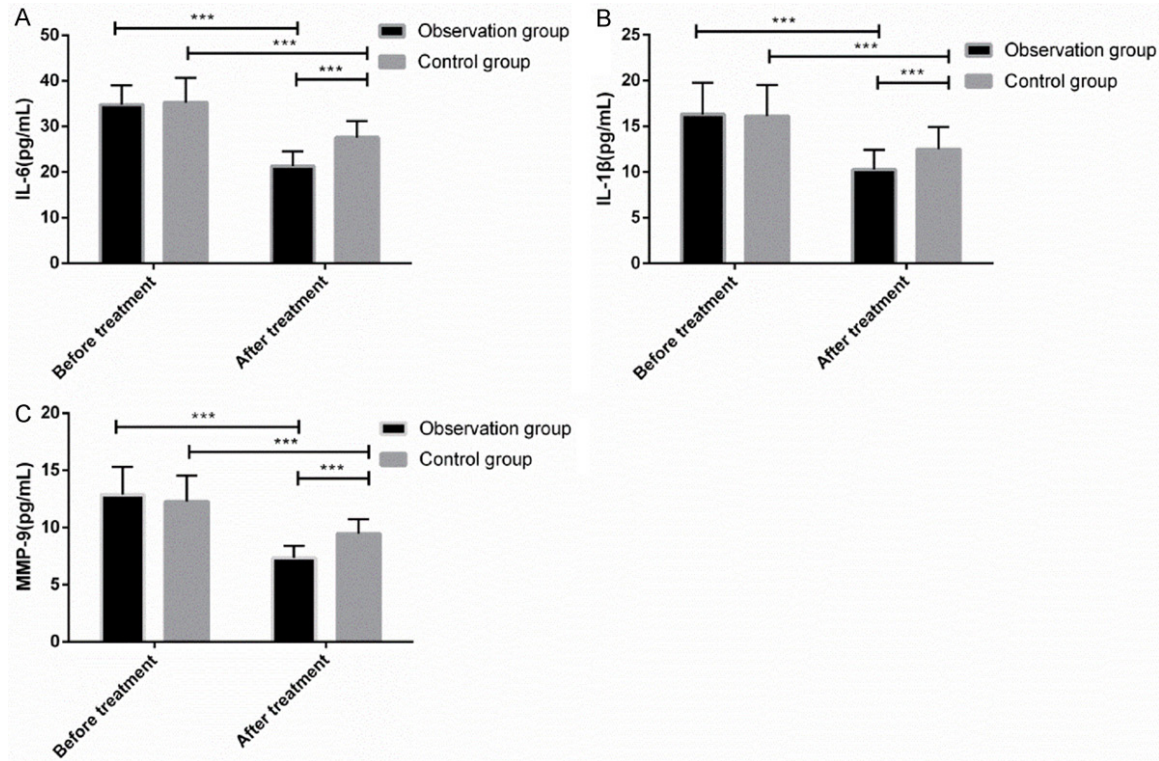 A
***
Observation group
***
Control group
***
50
40
30
20
10
0
IL-6(pg/mL)
Before treatment
After treatment
B
***
Observation group
***
Control group
***
25
20
15
10
5
0
IL-1β(pg/mL)
Before treatment
After treatment
C
***
Observation group
***
Control group
***
20
15
10
5
0
MMP-9(pg/mL)
Before treatment
After treatment